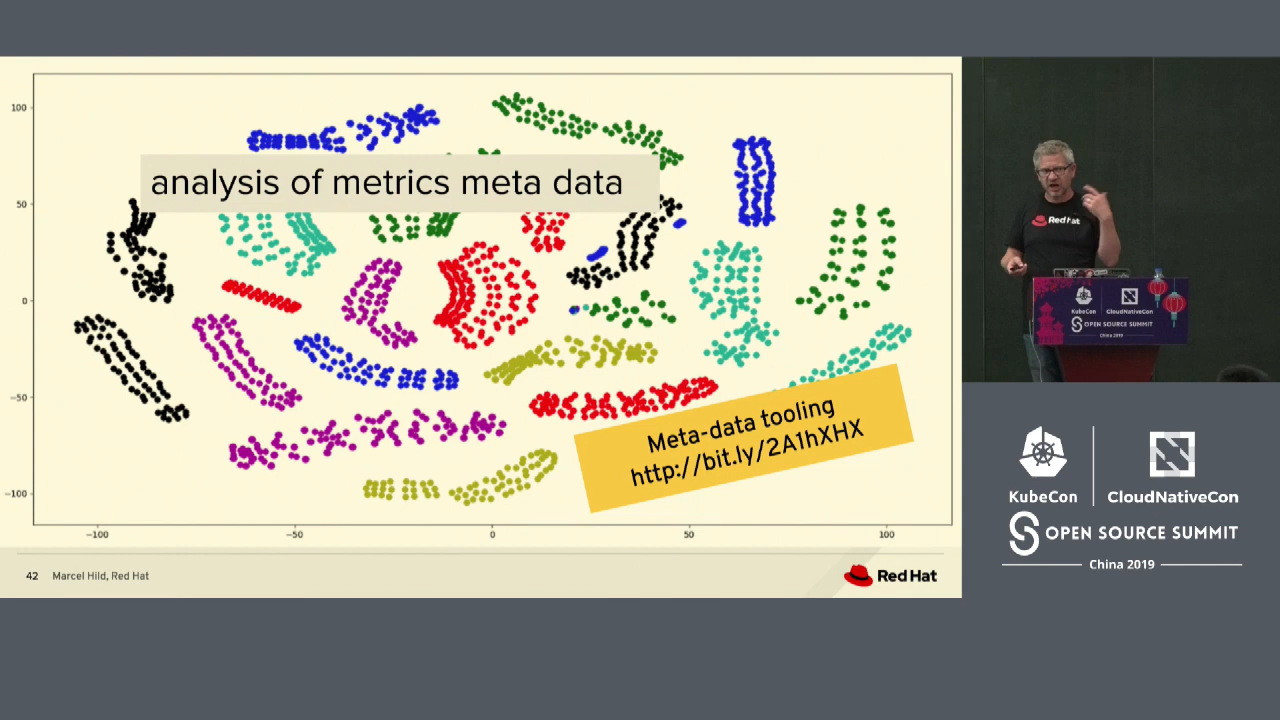 analysis of metrics meta data
100
50
0
−50
−100
−100
−50
0
50
100
Meta-data tooling
http://bit.ly/2A1hXHX
42 Marcel Hild, Red Hat
Red Hat
Red Hat
KubeCon
CloudNativeCon
OPEN SOURCE SUMMIT
China 2019
KubeCon
CloudNativeCon
OPEN SOURCE SUMMIT
China 2019